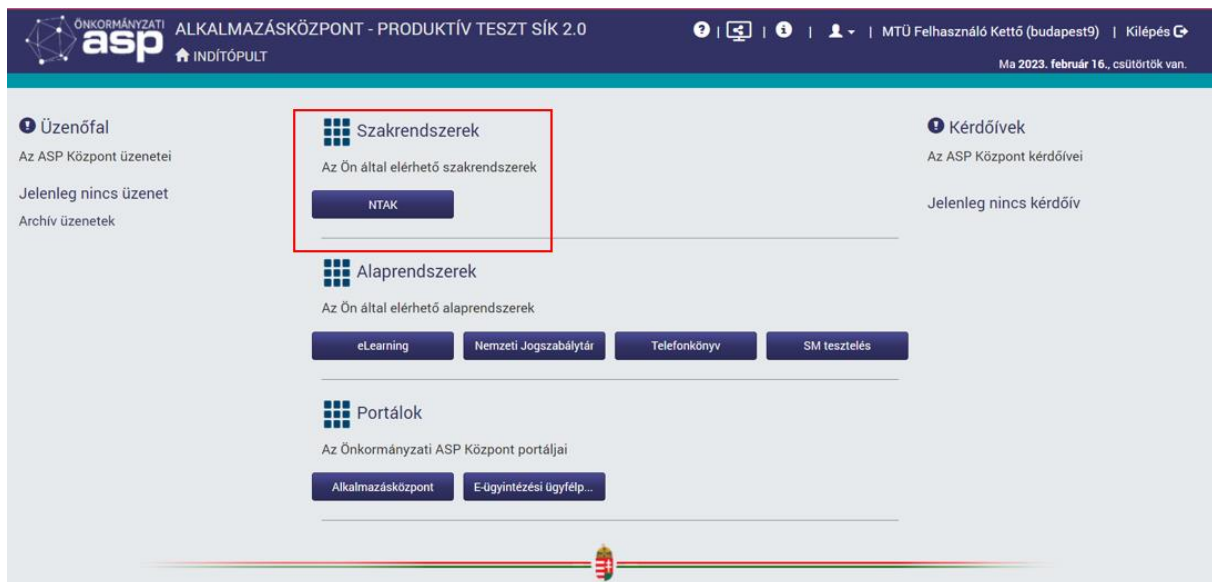 ÖNKORMÁNYZATI
asp
ALKALMAZÁSKÖZPONT - PRODUKTÍV TESZT SÍK 2.0
INDÍTÓPULT
| MTÜ Felhasználó Kettő (budapest9) | Kilépés
Ma 2023. február 16., csütörtök van.
Üzenőfal
Az ASP Központ üzenetei
Jelenleg nincs üzenet
Archív üzenetek
Szakrendszerek
Az Ön által elérhető szakrendszerek
NTAK
Alaprendszerek
Az Ön által elérhető alaprendszerek
eLearning
Nemzeti Jogszabálytár
Telefonkönyv
SM tesztelés
Portálok
Az Önkormányzati ASP Központ portáljai
Alkalmazásközpont
E-ügyintézési ügyfélp...
Kérdőívek
Az ASP Központ kérdőívei
Jelenleg nincs kérdőív